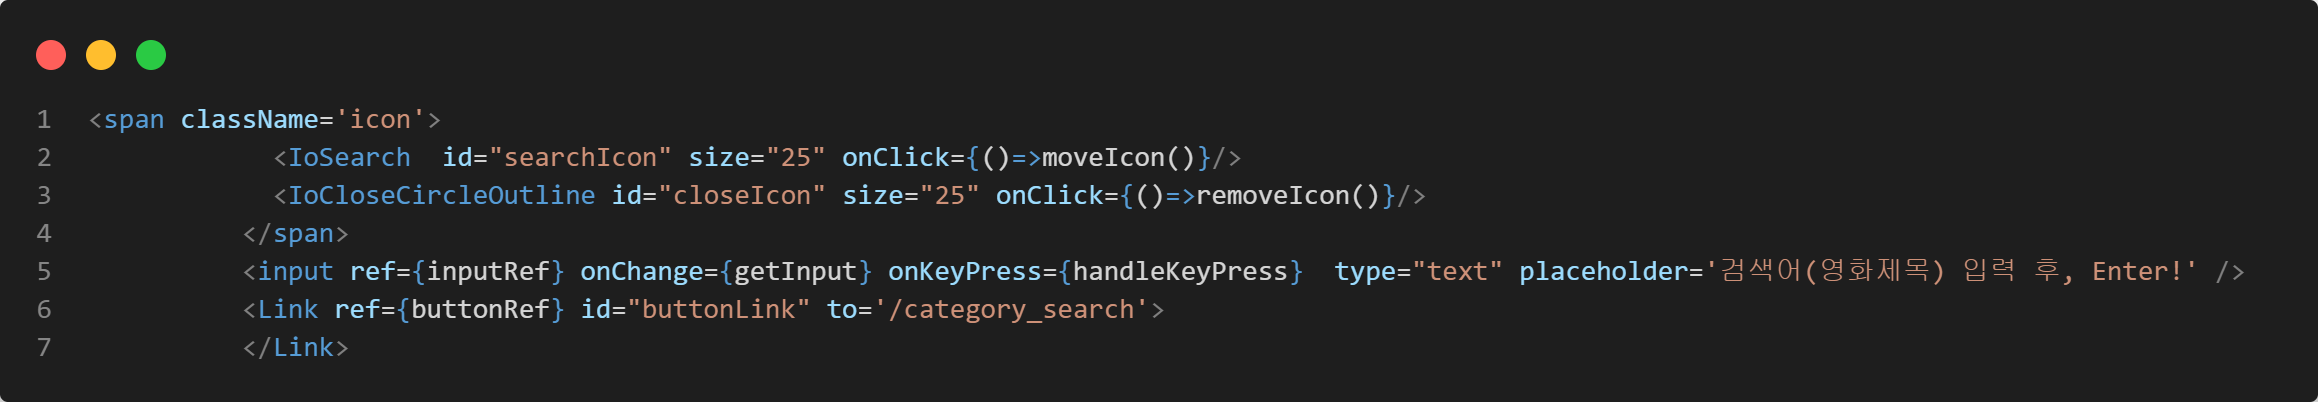 1 <span className='icon'>
2             <IoSearch  id="searchIcon" size="25" onClick={()=>moveIcon()}/>
3             <IoCloseCircleOutline id="closeIcon" size="25" onClick={()=>removeIcon()}/>
4           </span>
5           <input ref={inputRef} onChange={getInput} onKeyPress={handleKeyPress}  type="text" placeholder='검색어(영화제목) 입력 후, Enter!' />
6           <Link ref={buttonRef} id="buttonLink" to='/category_search'>
7           </Link>